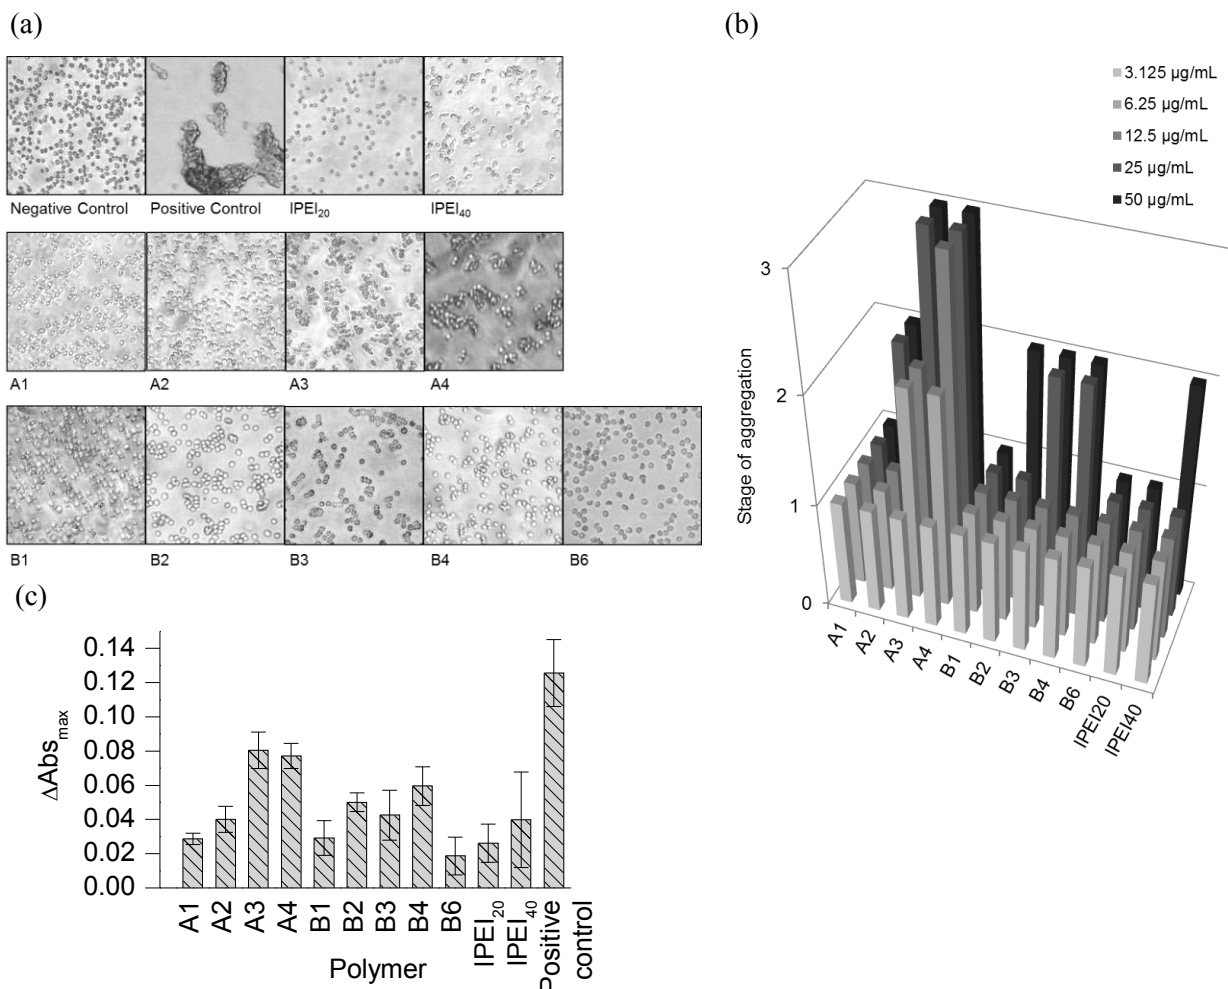 (a)
Negative Control Positive Control lPEI₂₀ lPEI₄₀
A1 A2 A3 A4
B1 B2 B3 B4 B6
(b)
3.125 µg/mL
6.25 µg/mL
12.5 µg/mL
25 µg/mL
50 µg/mL
3
2
1
0
Stage of aggregation
A1
A2
A3
A4
B1
B2
B3
B4
B6
lPEI20
lPEI40
(c)
0.14
0.12
0.10
0.08
0.06
0.04
0.02
0.00
ΔAbsₘₐₓ
A1
A2
A3
A4
B1
B2
B3
B4
B6
lPEI₂₀
lPEI₄₀
Positive
control
Polymer